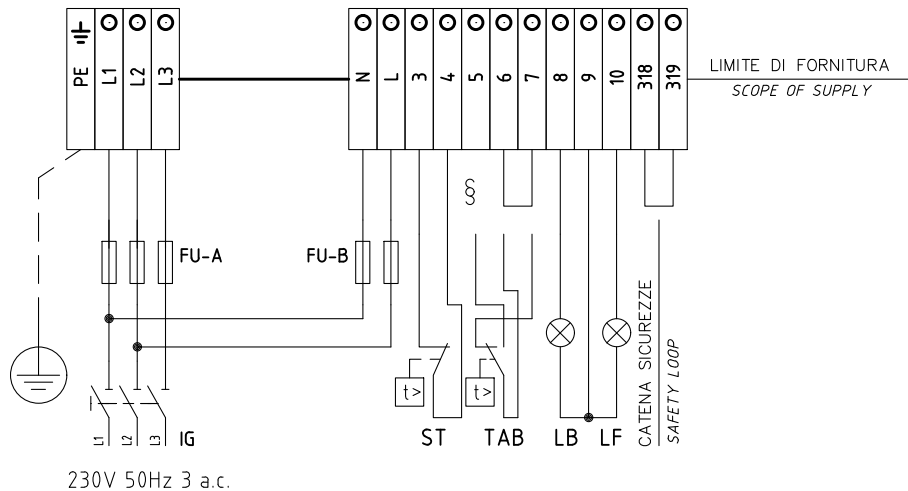 PE L1 L2 L3
N L 3 4 5 6 7 8 9 10 318 319
LIMITE DI FORNITURA
SCOPE OF SUPPLY
§
FU-A
FU-B
t>
t>
CATENA SICUREZZE
SAFETY LOOP
L1 L2 L3 IG
ST TAB LB LF
230V 50Hz 3 a.c.